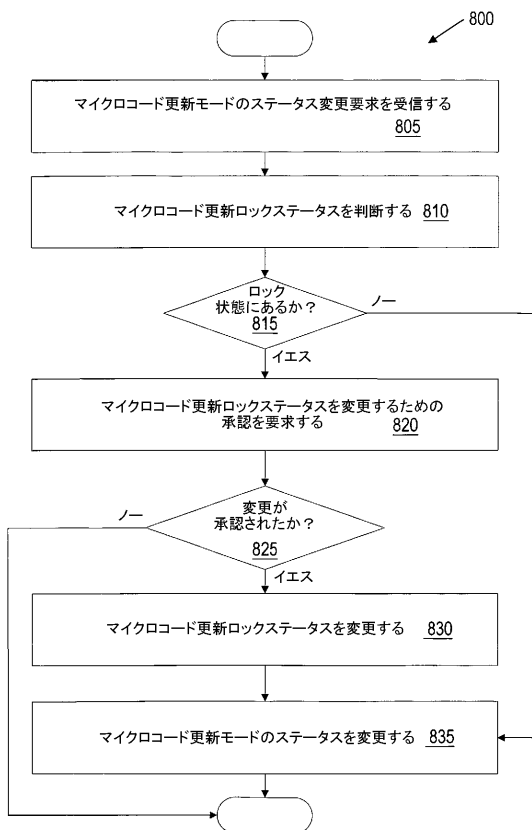 800
マイクロコード更新モードのステータス変更要求を受信する
805
マイクロコード更新ロックステータスを判断する 810
ロック
状態にあるか?
815
ノー
イエス
マイクロコード更新ロックステータスを変更するための
承認を要求する 820
変更が
承認されたか?
825
ノー
イエス
マイクロコード更新ロックステータスを変更する 830
マイクロコード更新モードのステータスを変更する 835